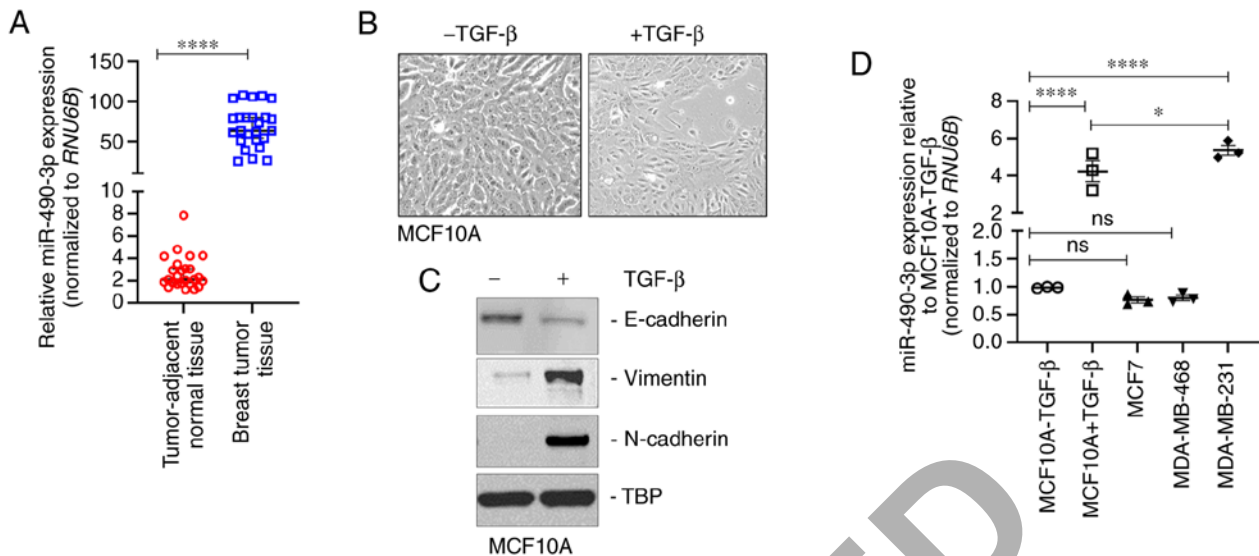 A
Relative miR-490-3p expression
(normalized to RNU6B)
****
150
100
50
10
8
6
4
2
0
Tumor-adjacent
normal tissue
Breast tumor
tissue
B
–TGF-β
+TGF-β
MCF10A
C
–
+
TGF-β
- E-cadherin
- Vimentin
- N-cadherin
- TBP
MCF10A
D
miR-490-3p expression relative
to MCF10A-TGF-β
(normalized to RNU6B)
****
****
*
ns
ns
8
6
4
2
2.0
1.5
1.0
0.5
0.0
MCF10A-TGF-β
MCF10A+TGF-β
MCF7
MDA-MB-468
MDA-MB-231